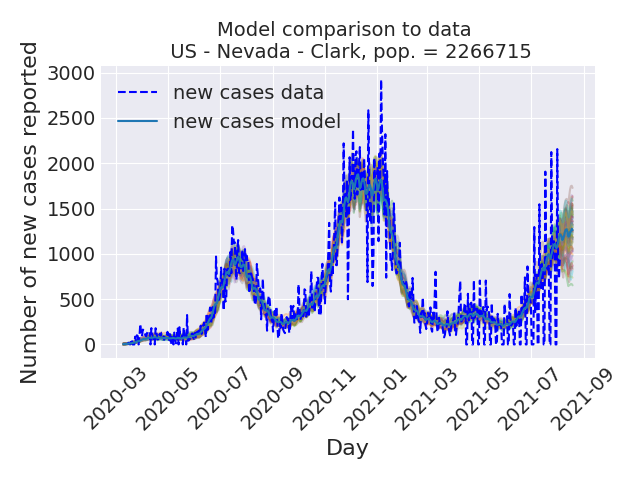 Model comparison to data
US - Nevada - Clark, pop. = 2266715
Number of new cases reported
3000
2500
2000
1500
1000
500
0
new cases data
new cases model
2020-03
2020-05
2020-07
2020-09
2020-11
2021-01
2021-03
2021-05
2021-07
2021-09
Day